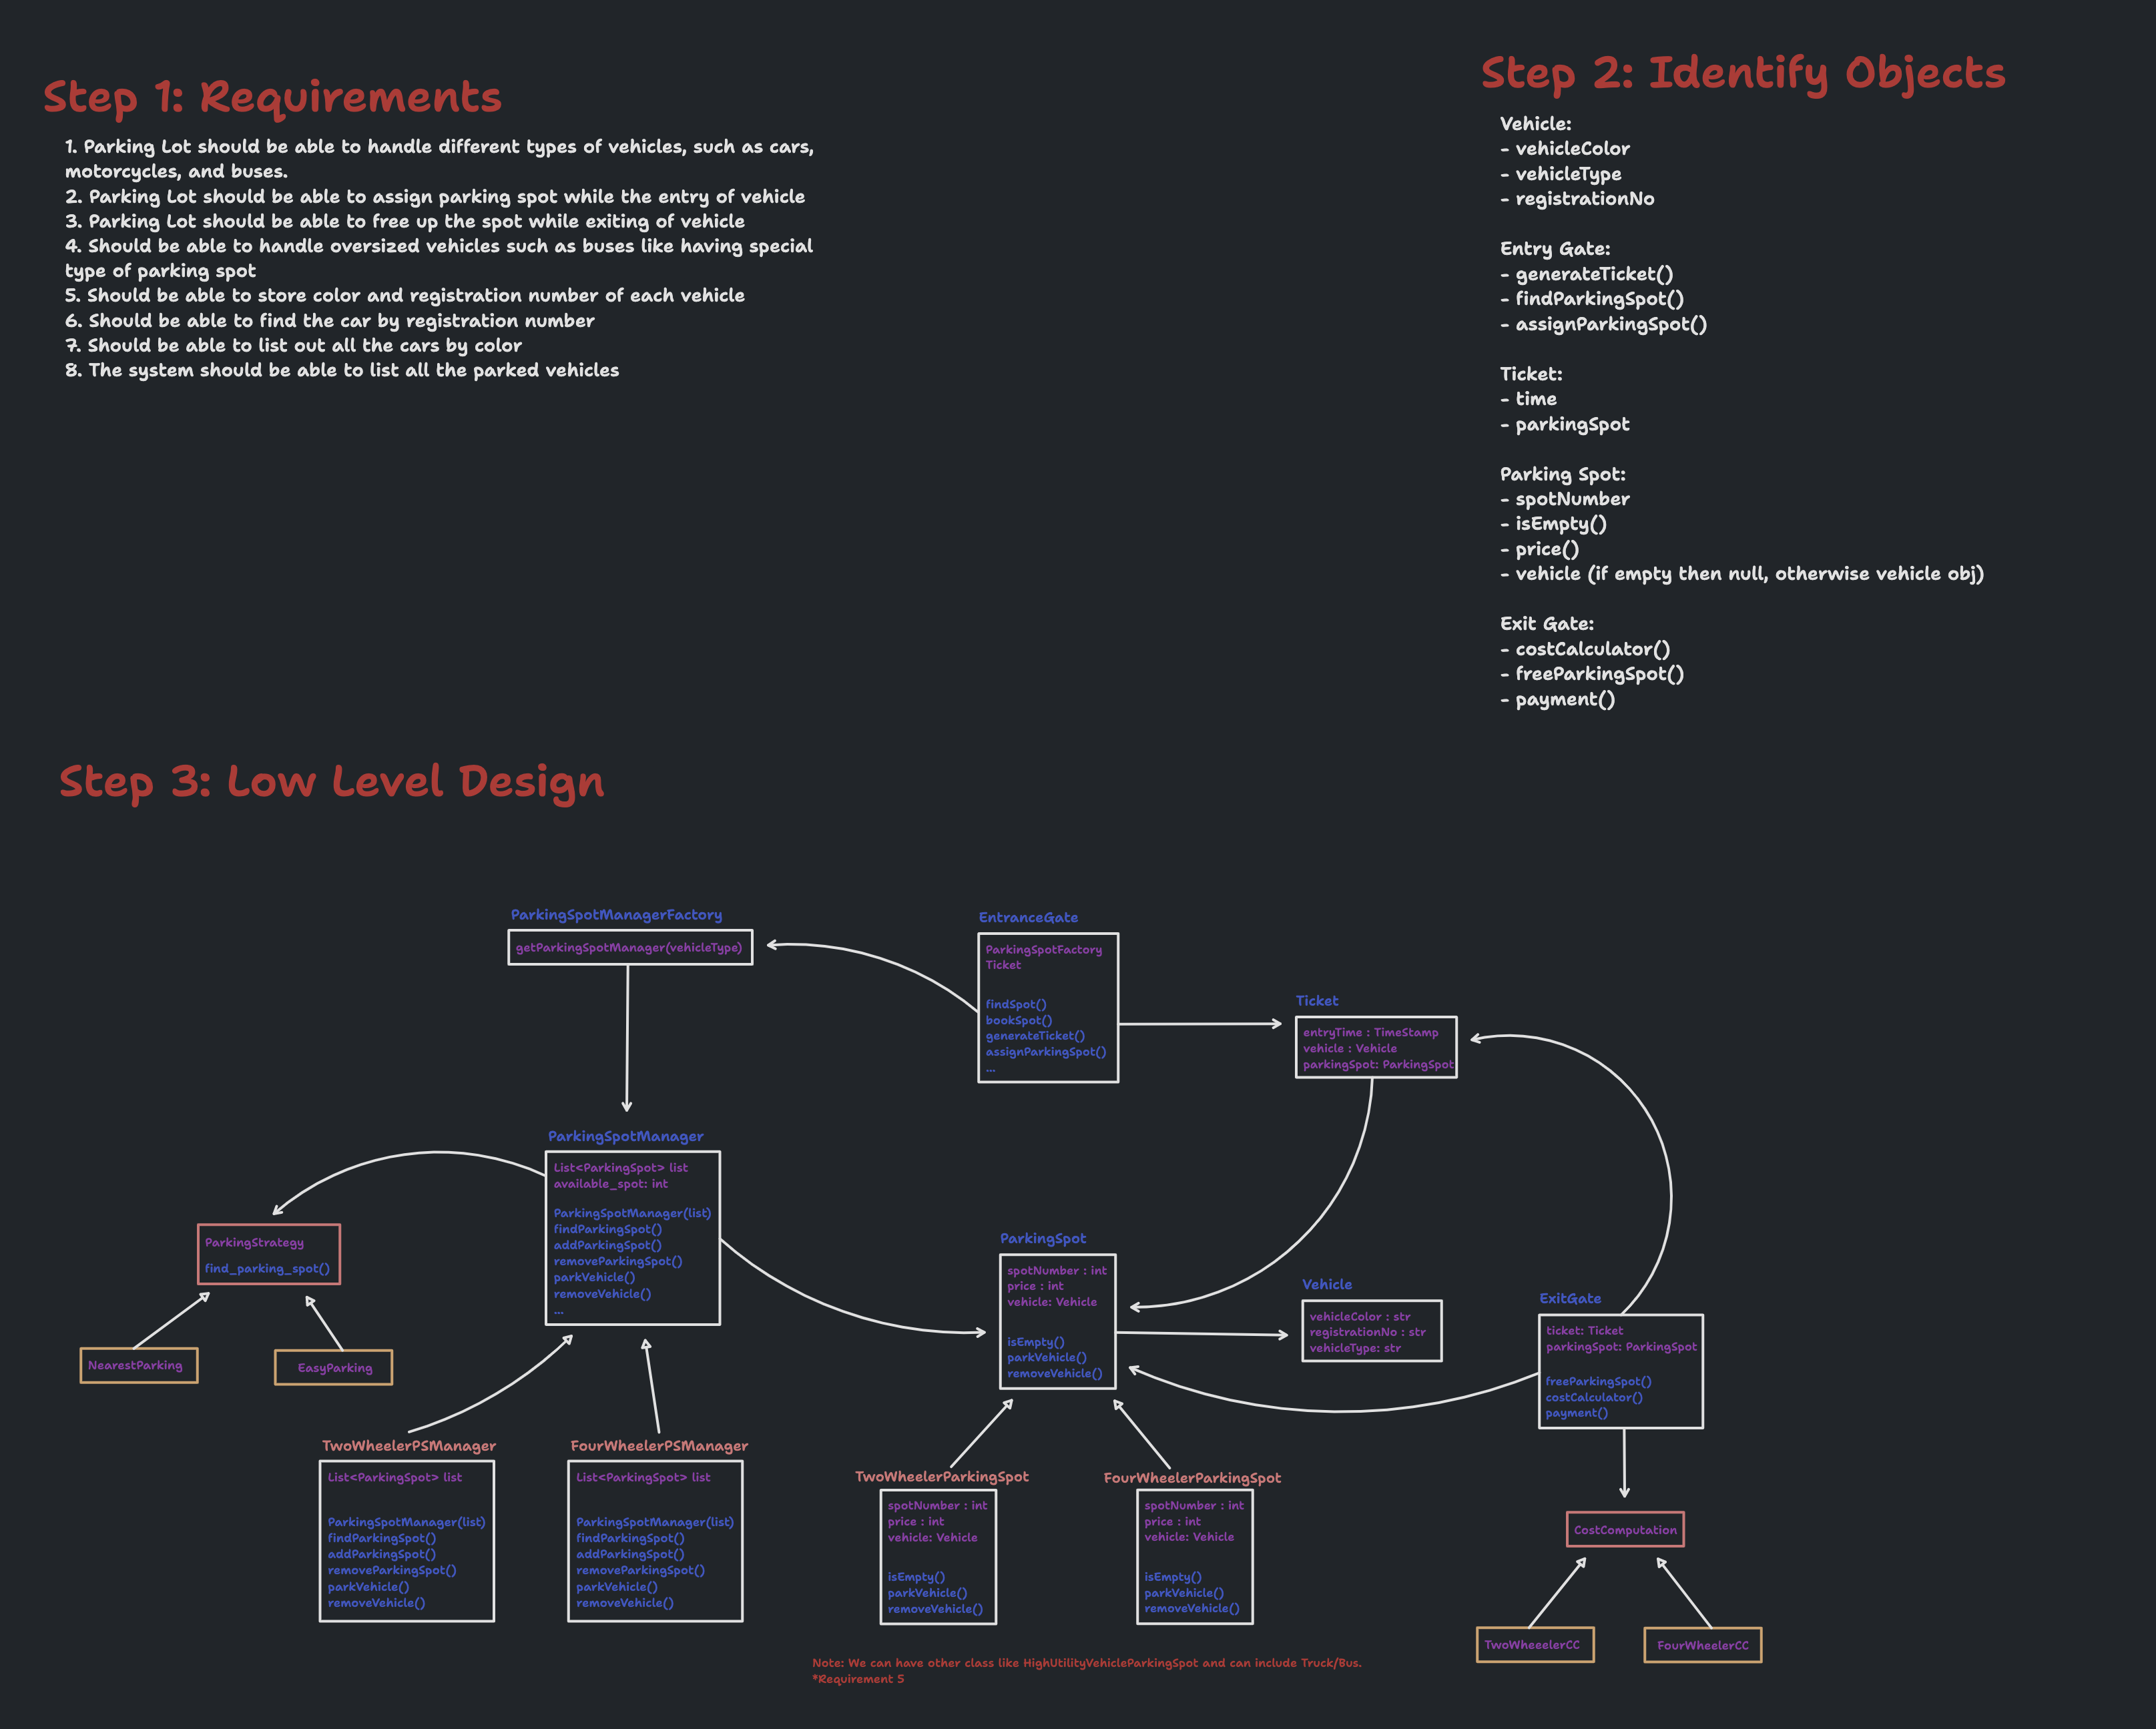 Step 1: Requirements
1. Parking Lot should be able to handle different types of vehicles, such as cars,
motorcycles, and buses.
2. Parking Lot should be able to assign parking spot while the entry of vehicle
3. Parking Lot should be able to free up the spot while exiting of vehicle
4. Should be able to handle oversized vehicles such as buses like having special
type of parking spot
5. Should be able to store color and registration number of each vehicle
6. Should be able to find the car by registration number
7. Should be able to list out all the cars by color
8. The system should be able to list all the parked vehicles
Step 2: Identify Objects
Vehicle:
- vehicleColor
- vehicleType
- registrationNo
Entry Gate:
- generateTicket()
- findParkingSpot()
- assignParkingSpot()
Ticket:
- time
- parkingSpot
Parking Spot:
- spotNumber
- isEmpty()
- price()
- vehicle (if empty then null, otherwise vehicle obj)
Exit Gate:
- costCalculator()
- freeParkingSpot()
- payment()
Step 3: Low Level Design
ParkingSpotManagerFactory
getParkingSpotManager(vehicleType)
EntranceGate
ParkingSpotFactory
Ticket
findSpot()
bookSpot()
generateTicket()
assignParkingSpot()
...
Ticket
entryTime : TimeStamp
vehicle : Vehicle
parkingSpot: ParkingSpot
ParkingSpotManager
List<ParkingSpot> list
available_spot: int
ParkingSpotManager(list)
findParkingSpot()
addParkingSpot()
removeParkingSpot()
parkVehicle()
removeVehicle()
...
ParkingStrategy
find_parking_spot()
NearestParking
EasyParking
ParkingSpot
spotNumber : int
price : int
vehicle: Vehicle
isEmpty()
parkVehicle()
removeVehicle()
Vehicle
vehicleColor : str
registrationNo : str
vehicleType: str
ExitGate
ticket: Ticket
parkingSpot: ParkingSpot
freeParkingSpot()
costCalculator()
payment()
TwoWheelerPSManager
List<ParkingSpot> list
ParkingSpotManager(list)
findParkingSpot()
addParkingSpot()
removeParkingSpot()
parkVehicle()
removeVehicle()
FourWheelerPSManager
List<ParkingSpot> list
ParkingSpotManager(list)
findParkingSpot()
addParkingSpot()
removeParkingSpot()
parkVehicle()
removeVehicle()
TwoWheelerParkingSpot
spotNumber : int
price : int
vehicle: Vehicle
isEmpty()
parkVehicle()
removeVehicle()
FourWheelerParkingSpot
spotNumber : int
price : int
vehicle: Vehicle
isEmpty()
parkVehicle()
removeVehicle()
CostComputation
TwoWheeelerCC
FourWheelerCC
Note: We can have other class like HighUtilityVehicleParkingSpot and can include Truck/Bus.
*Requirement 5